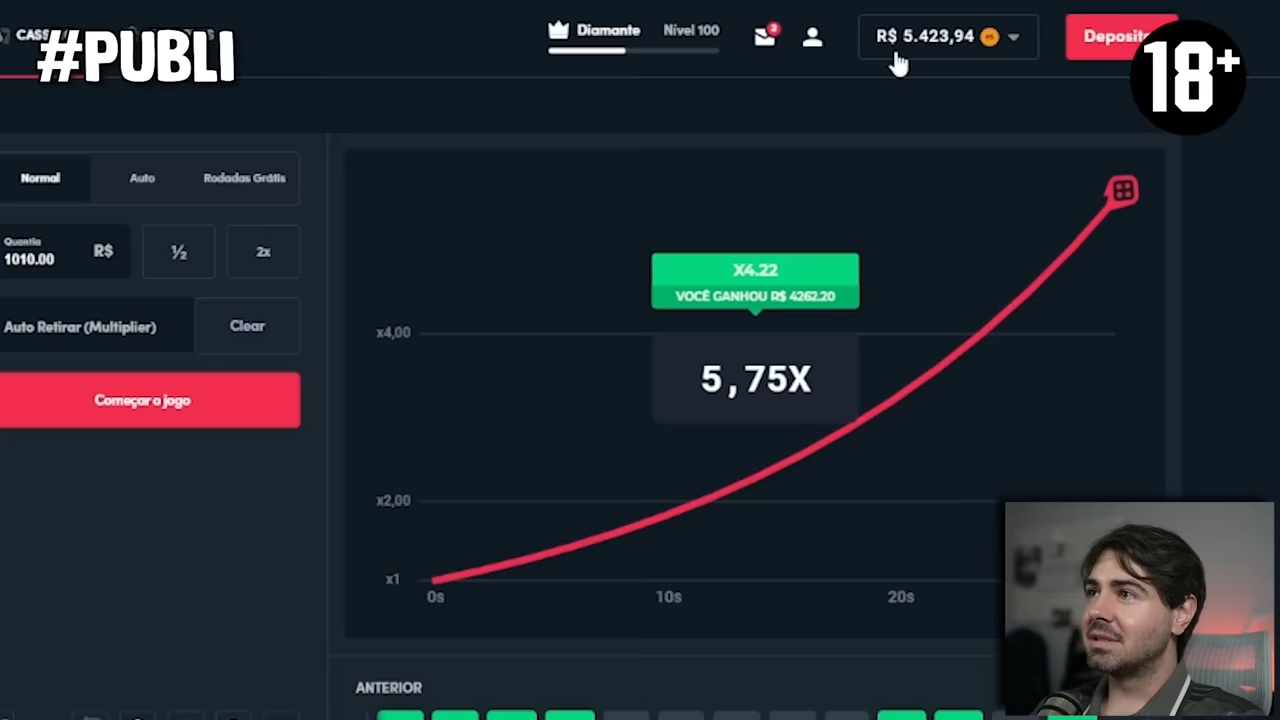 #PUBLI
Diamante
Nível 100
3
R$ 5.423,94
18+
Normal
Auto
Rodadas Grátis
Quantia
1010.00
R$
½
2x
Auto Retirar (Multiplier)
Clear
Começar o jogo
X4.22
VOCÊ GANHOU R$ 4262.20
5,75X
x4,00
x2,00
x1
0s
10s
20s
ANTERIOR